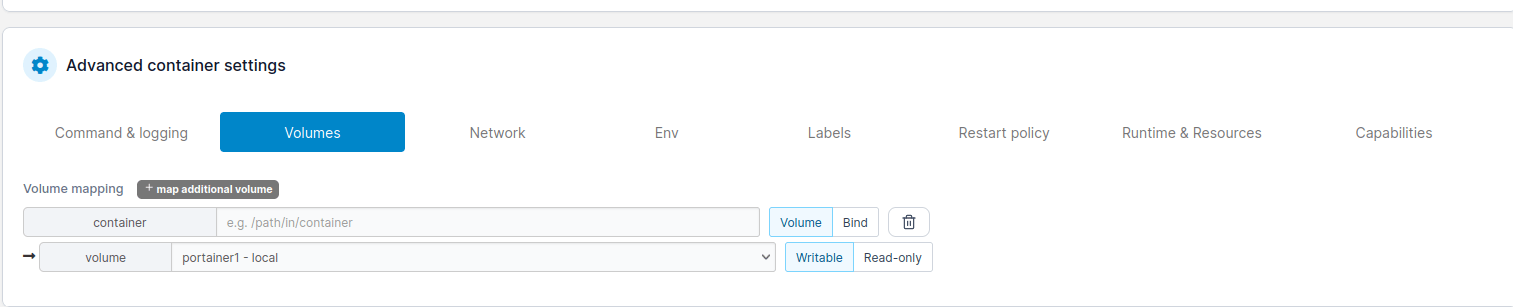 Advanced container settings
Command & logging Volumes Network Env Labels Restart policy Runtime & Resources Capabilities
Volume mapping + map additional volume
container e.g. /path/in/container Volume Bind
→ volume portainer1 - local Writable Read-only